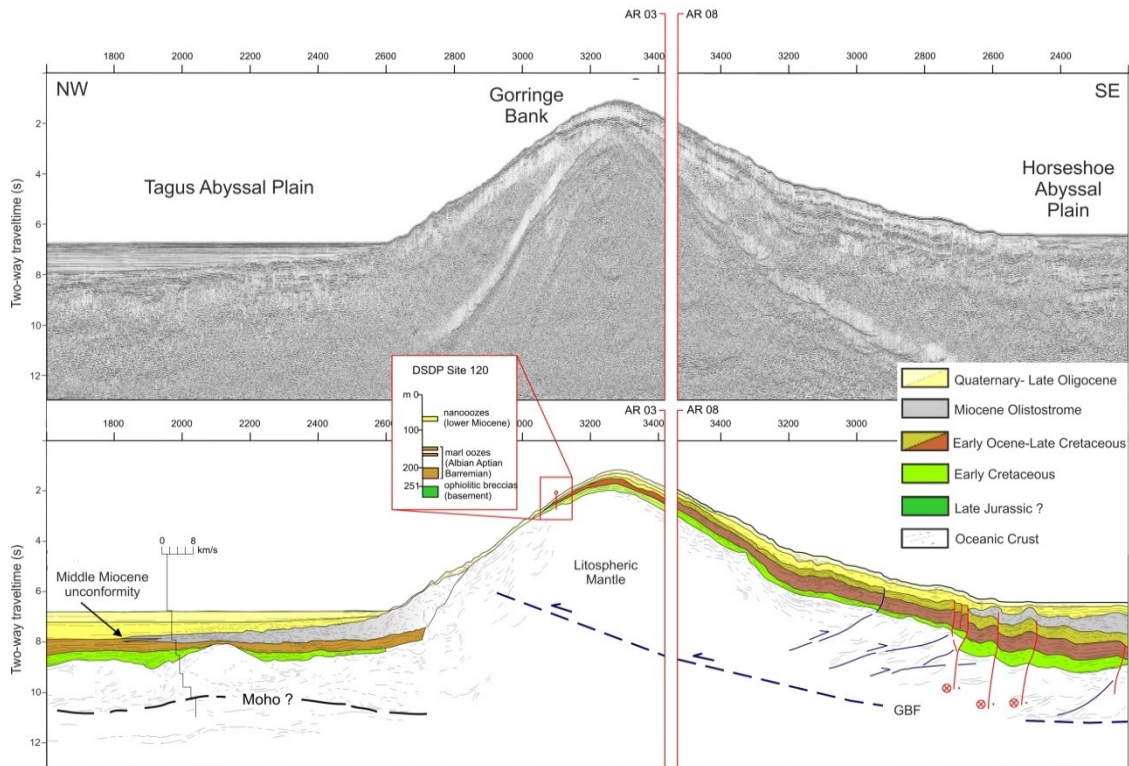 AR 03 AR 08
1800 2000 2200 2400 2600 2800 3000 3200 3400 3200 3000 2800 2600 2400
NW
SE
Gorringe
Bank
Tagus Abyssal Plain
Horseshoe
Abyssal
Plain
Two-way traveltime (s)
2
4
6
8
10
12
AR 03 AR 08
1800 2000 2200 2400 2600 2800 3000 3200 3400 3200 3000
DSDP Site 120
m 0
100
200
251
nanooozes
(lower Miocene)
marl oozes
(Albian Aptian
Barremian)
ophiolitic breccias
(basement)
Quaternary- Late Oligocene
Miocene Olistostrome
Early Ocene-Late Cretaceous
Early Cretaceous
Late Jurassic ?
Oceanic Crust
Two-way traveltime (s)
2
4
6
8
10
12
0 8
km/s
Middle Miocene
unconformity
Litospheric
Mantle
Moho ?
GBF